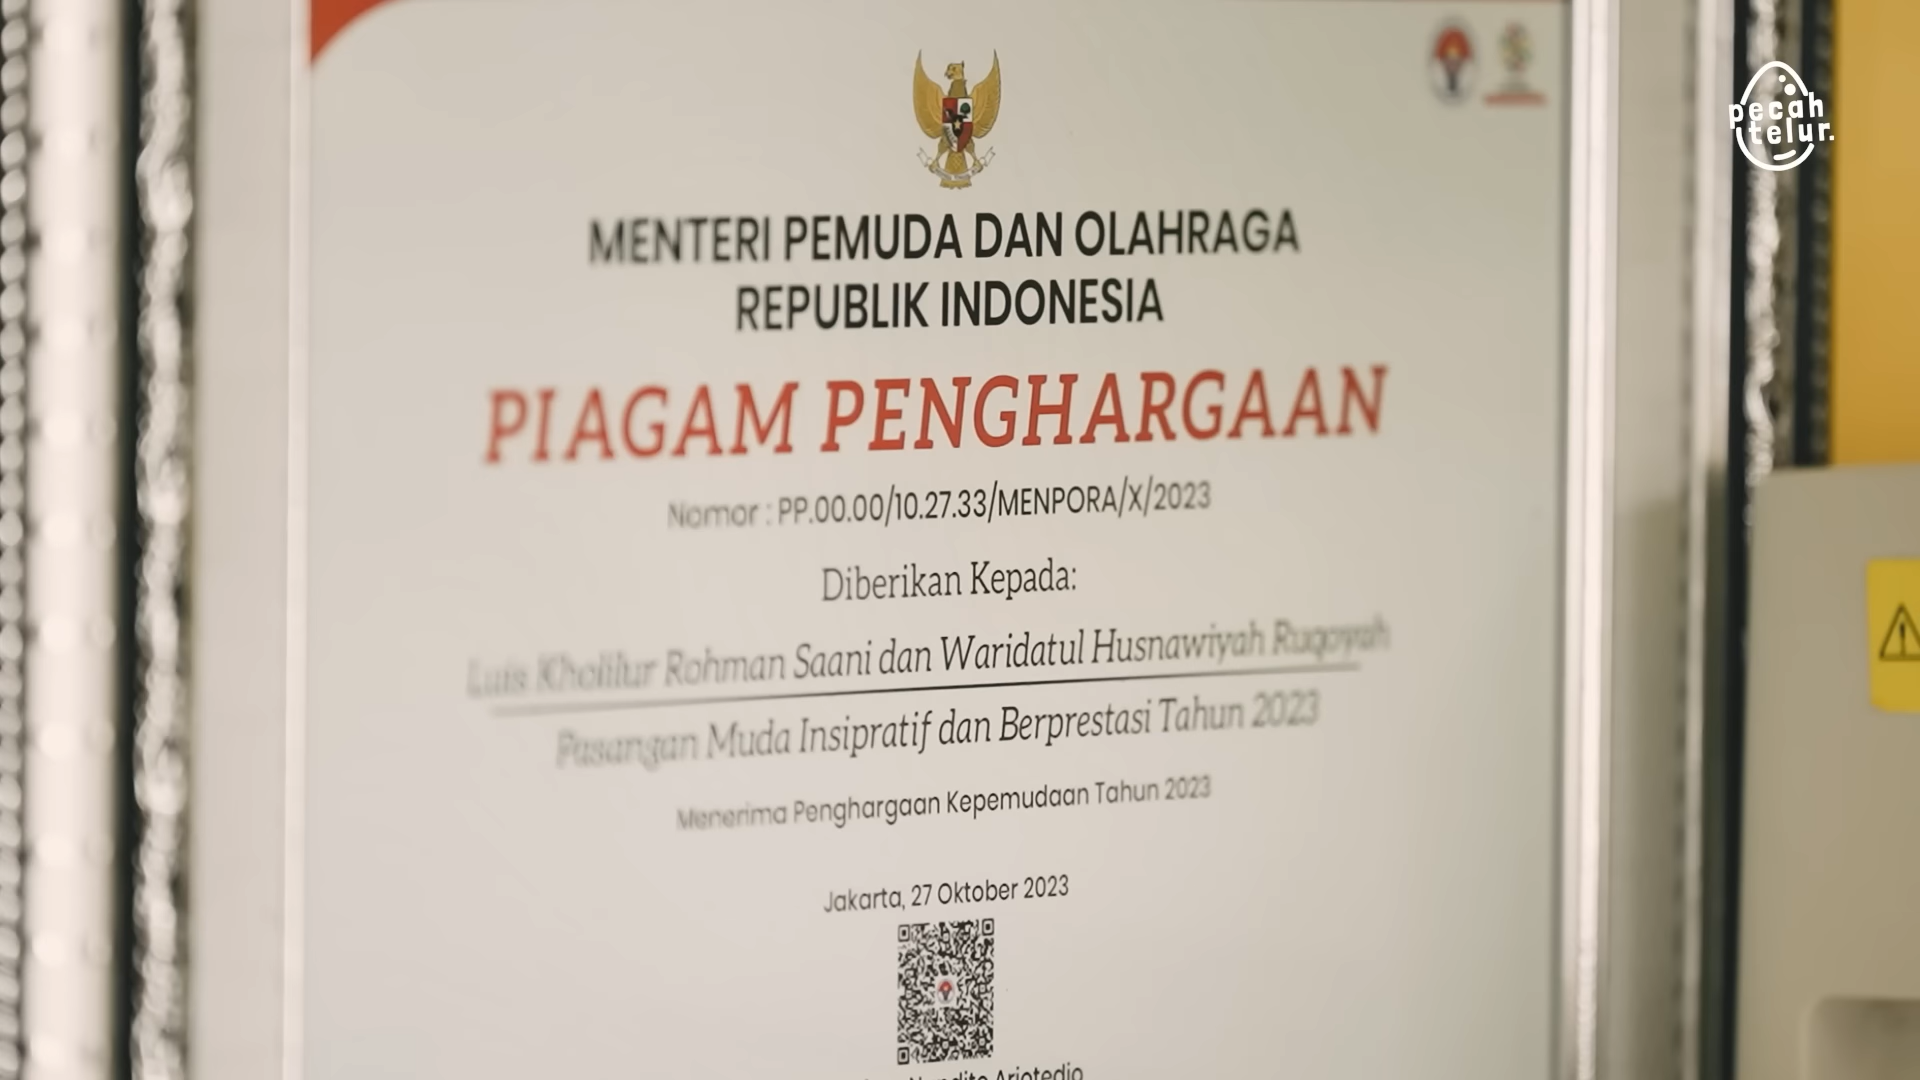 pecah
telur.
MENTERI PEMUDA DAN OLAHRAGA
REPUBLIK INDONESIA
PIAGAM PENGHARGAAN
Nomor : PP.00.00/10.27.33/MENPORA/X/2023
Diberikan Kepada:
Luis Kholilur Rohman Saani dan Waridatul Husnawiyah Ruqoyah
Pasangan Muda Insipratif dan Berprestasi Tahun 2023
Menerima Penghargaan Kepemudaan Tahun 2023
Jakarta, 27 Oktober 2023
Ariotedjo